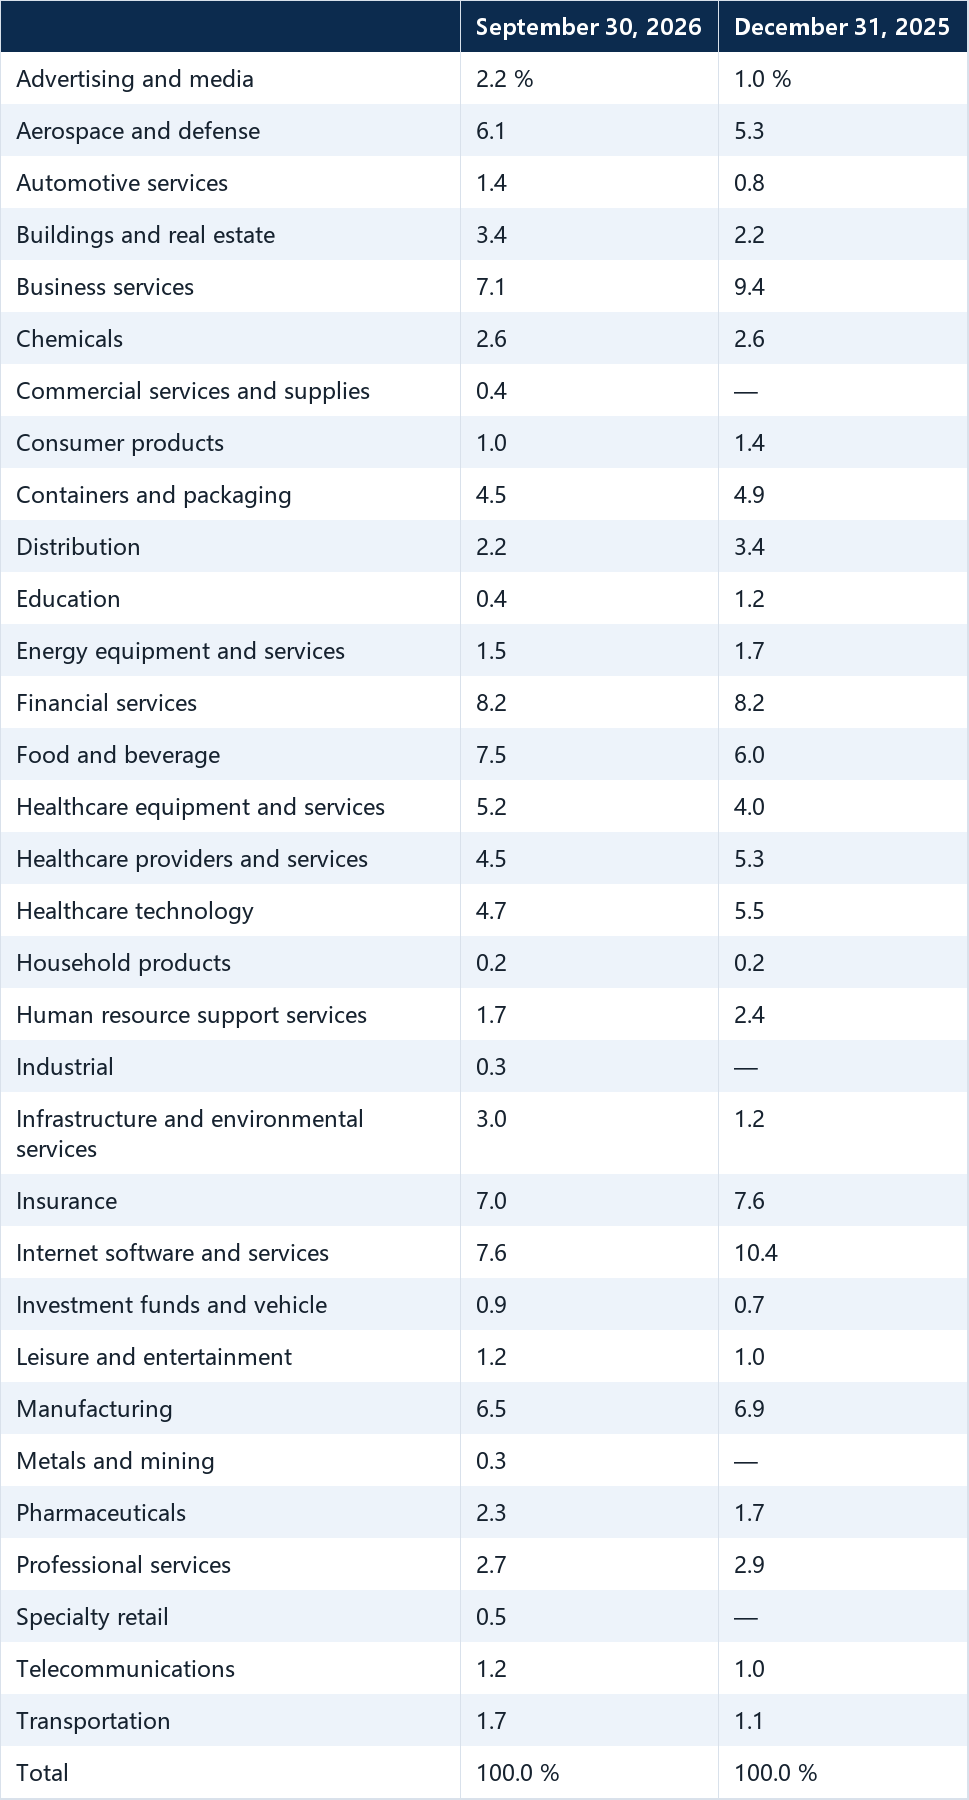 September 30, 2026 December 31, 2025
Advertising and media 2.2 % 1.0 %
Aerospace and defense 6.1 5.3
Automotive services 1.4 0.8
Buildings and real estate 3.4 2.2
Business services 7.1 9.4
Chemicals 2.6 2.6
Commercial services and supplies 0.4 —
Consumer products 1.0 1.4
Containers and packaging 4.5 4.9
Distribution 2.2 3.4
Education 0.4 1.2
Energy equipment and services 1.5 1.7
Financial services 8.2 8.2
Food and beverage 7.5 6.0
Healthcare equipment and services 5.2 4.0
Healthcare providers and services 4.5 5.3
Healthcare technology 4.7 5.5
Household products 0.2 0.2
Human resource support services 1.7 2.4
Industrial 0.3 —
Infrastructure and environmental 3.0 1.2
services
Insurance 7.0 7.6
Internet software and services 7.6 10.4
Investment funds and vehicle 0.9 0.7
Leisure and entertainment 1.2 1.0
Manufacturing 6.5 6.9
Metals and mining 0.3 —
Pharmaceuticals 2.3 1.7
Professional services 2.7 2.9
Specialty retail 0.5 —
Telecommunications 1.2 1.0
Transportation 1.7 1.1
Total 100.0 % 100.0 %